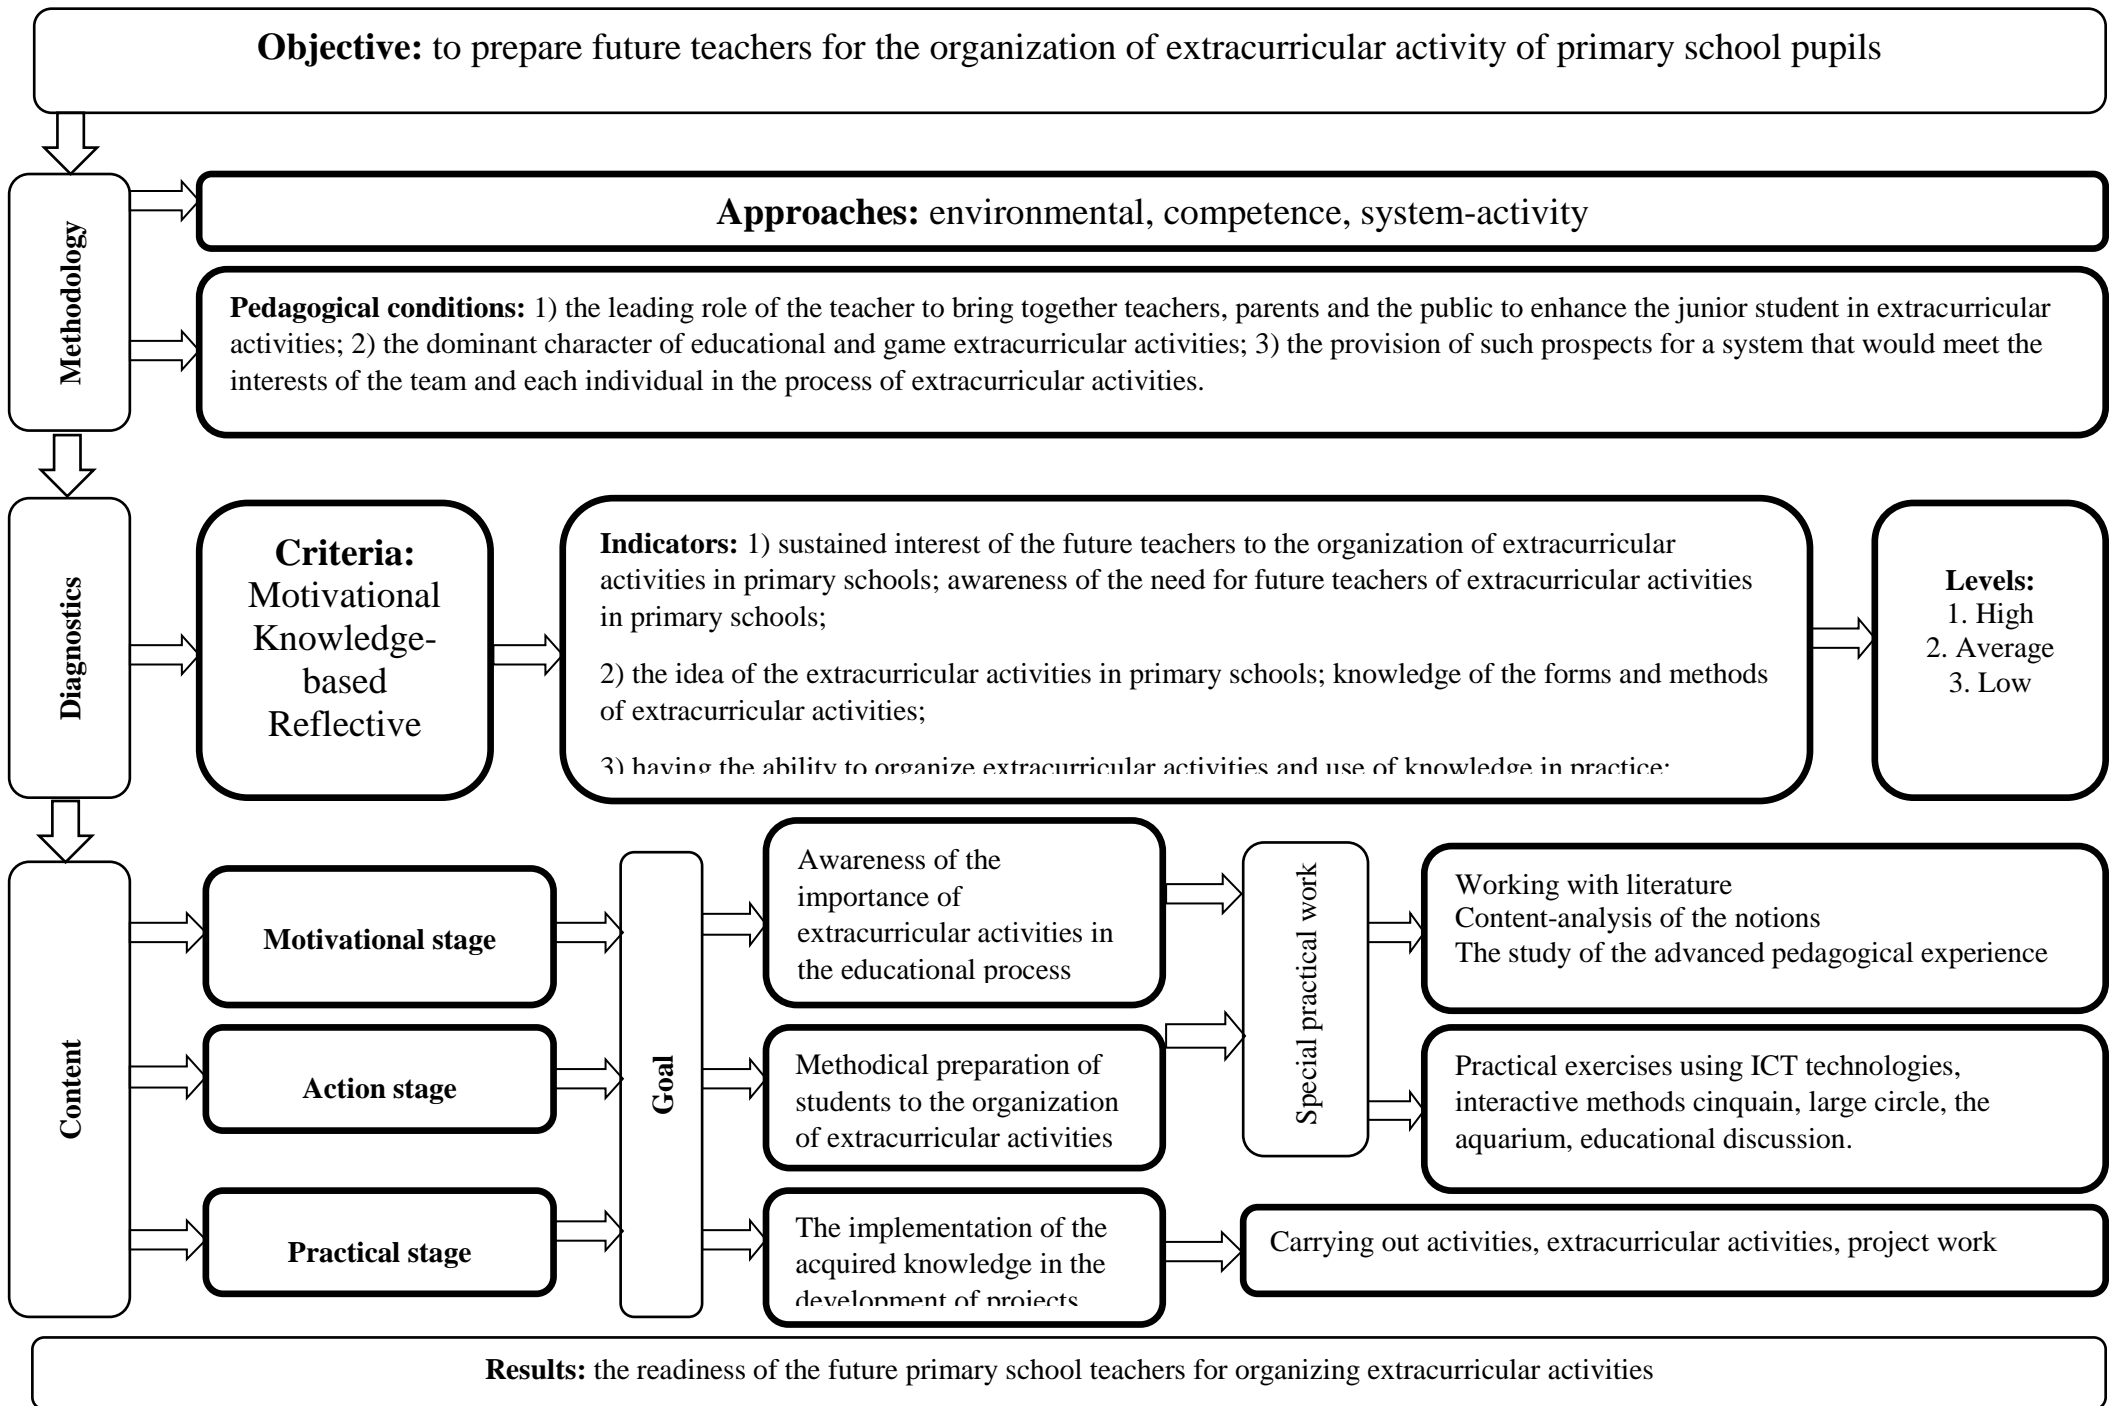 Objective: to prepare future teachers for the organization of extracurricular activity of primary school pupils
Methodology
Approaches: environmental, competence, system-activity
Pedagogical conditions: 1) the leading role of the teacher to bring together teachers, parents and the public to enhance the junior student in extracurricular
activities; 2) the dominant character of educational and game extracurricular activities; 3) the provision of such prospects for a system that would meet the
interests of the team and each individual in the process of extracurricular activities.
Diagnostics
Criteria:
Motivational
Knowledge-
based
Reflective
Indicators: 1) sustained interest of the future teachers to the organization of extracurricular
activities in primary schools; awareness of the need for future teachers of extracurricular activities
in primary schools;
2) the idea of the extracurricular activities in primary schools; knowledge of the forms and methods
of extracurricular activities;
3) having the ability to organize extracurricular activities and use of knowledge in practice;
Levels:
1. High
2. Average
3. Low
Content
Motivational stage
Action stage
Practical stage
Goal
Awareness of the
importance of
extracurricular activities in
the educational process
Methodical preparation of
students to the organization
of extracurricular activities
The implementation of the
acquired knowledge in the
development of projects
Special practical work
Working with literature
Content-analysis of the notions
The study of the advanced pedagogical experience
Practical exercises using ICT technologies,
interactive methods cinquain, large circle, the
aquarium, educational discussion.
Carrying out activities, extracurricular activities, project work
Results: the readiness of the future primary school teachers for organizing extracurricular activities